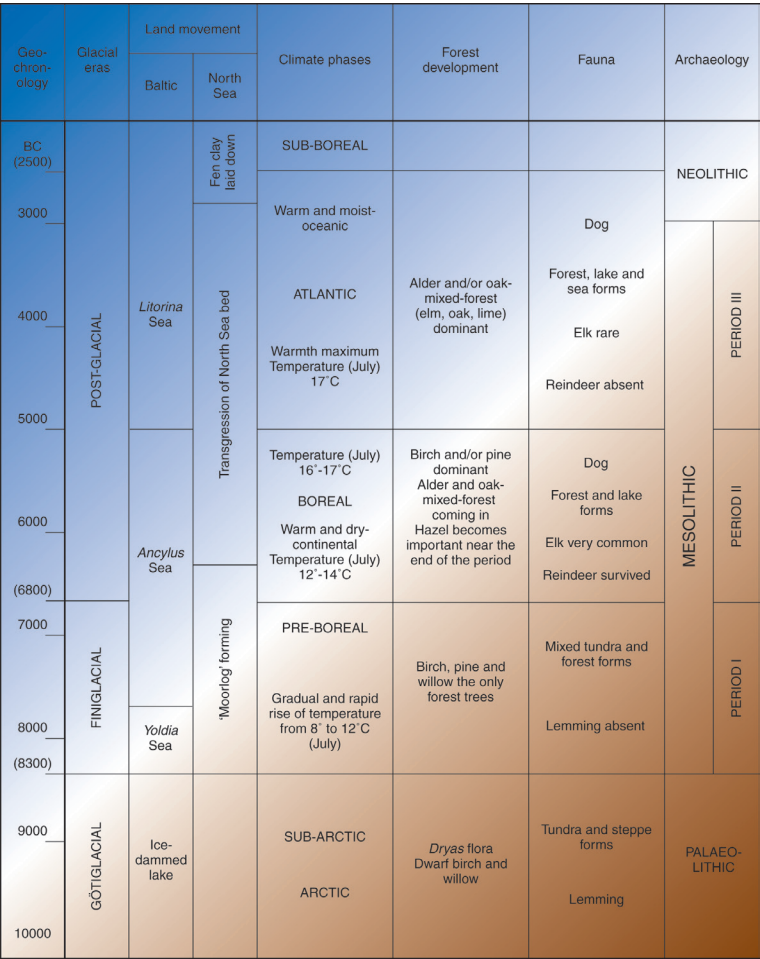 Geo-
chron-
ology
Glacial
eras
Land movement
Baltic
North
Sea
Climate phases
Forest
development
Fauna
Archaeology
BC
(2500)
3000
4000
5000
6000
(6800)
7000
8000
(8300)
9000
10000
POST-GLACIAL
FINIGLACIAL
GÖTIGLACIAL
Litorina
Sea
Ancylus
Sea
Yoldia
Sea
Ice-
dammed
lake
Fen clay
laid down
Transgression of North Sea bed
'Moorlog' forming
SUB-BOREAL
Warm and moist-
oceanic
ATLANTIC
Warmth maximum
Temperature (July)
17˚C
Temperature (July)
16˚-17˚C
BOREAL
Warm and dry-
continental
Temperature (July)
12˚-14˚C
PRE-BOREAL
Gradual and rapid
rise of temperature
from 8˚ to 12˚C
(July)
SUB-ARCTIC
ARCTIC
Alder and/or oak-
mixed-forest
(elm, oak, lime)
dominant
Birch and/or pine
dominant
Alder and oak-
mixed-forest
coming in
Hazel becomes
important near the
end of the period
Birch, pine and
willow the only
forest trees
Dryas flora
Dwarf birch and
willow
Dog
Forest, lake and
sea forms
Elk rare
Reindeer absent
Dog
Forest and lake
forms
Elk very common
Reindeer survived
Mixed tundra and
forest forms
Lemming absent
Tundra and steppe
forms
Lemming
NEOLITHIC
MESOLITHIC
PERIOD III
PERIOD II
PERIOD I
PALAEO-
LITHIC